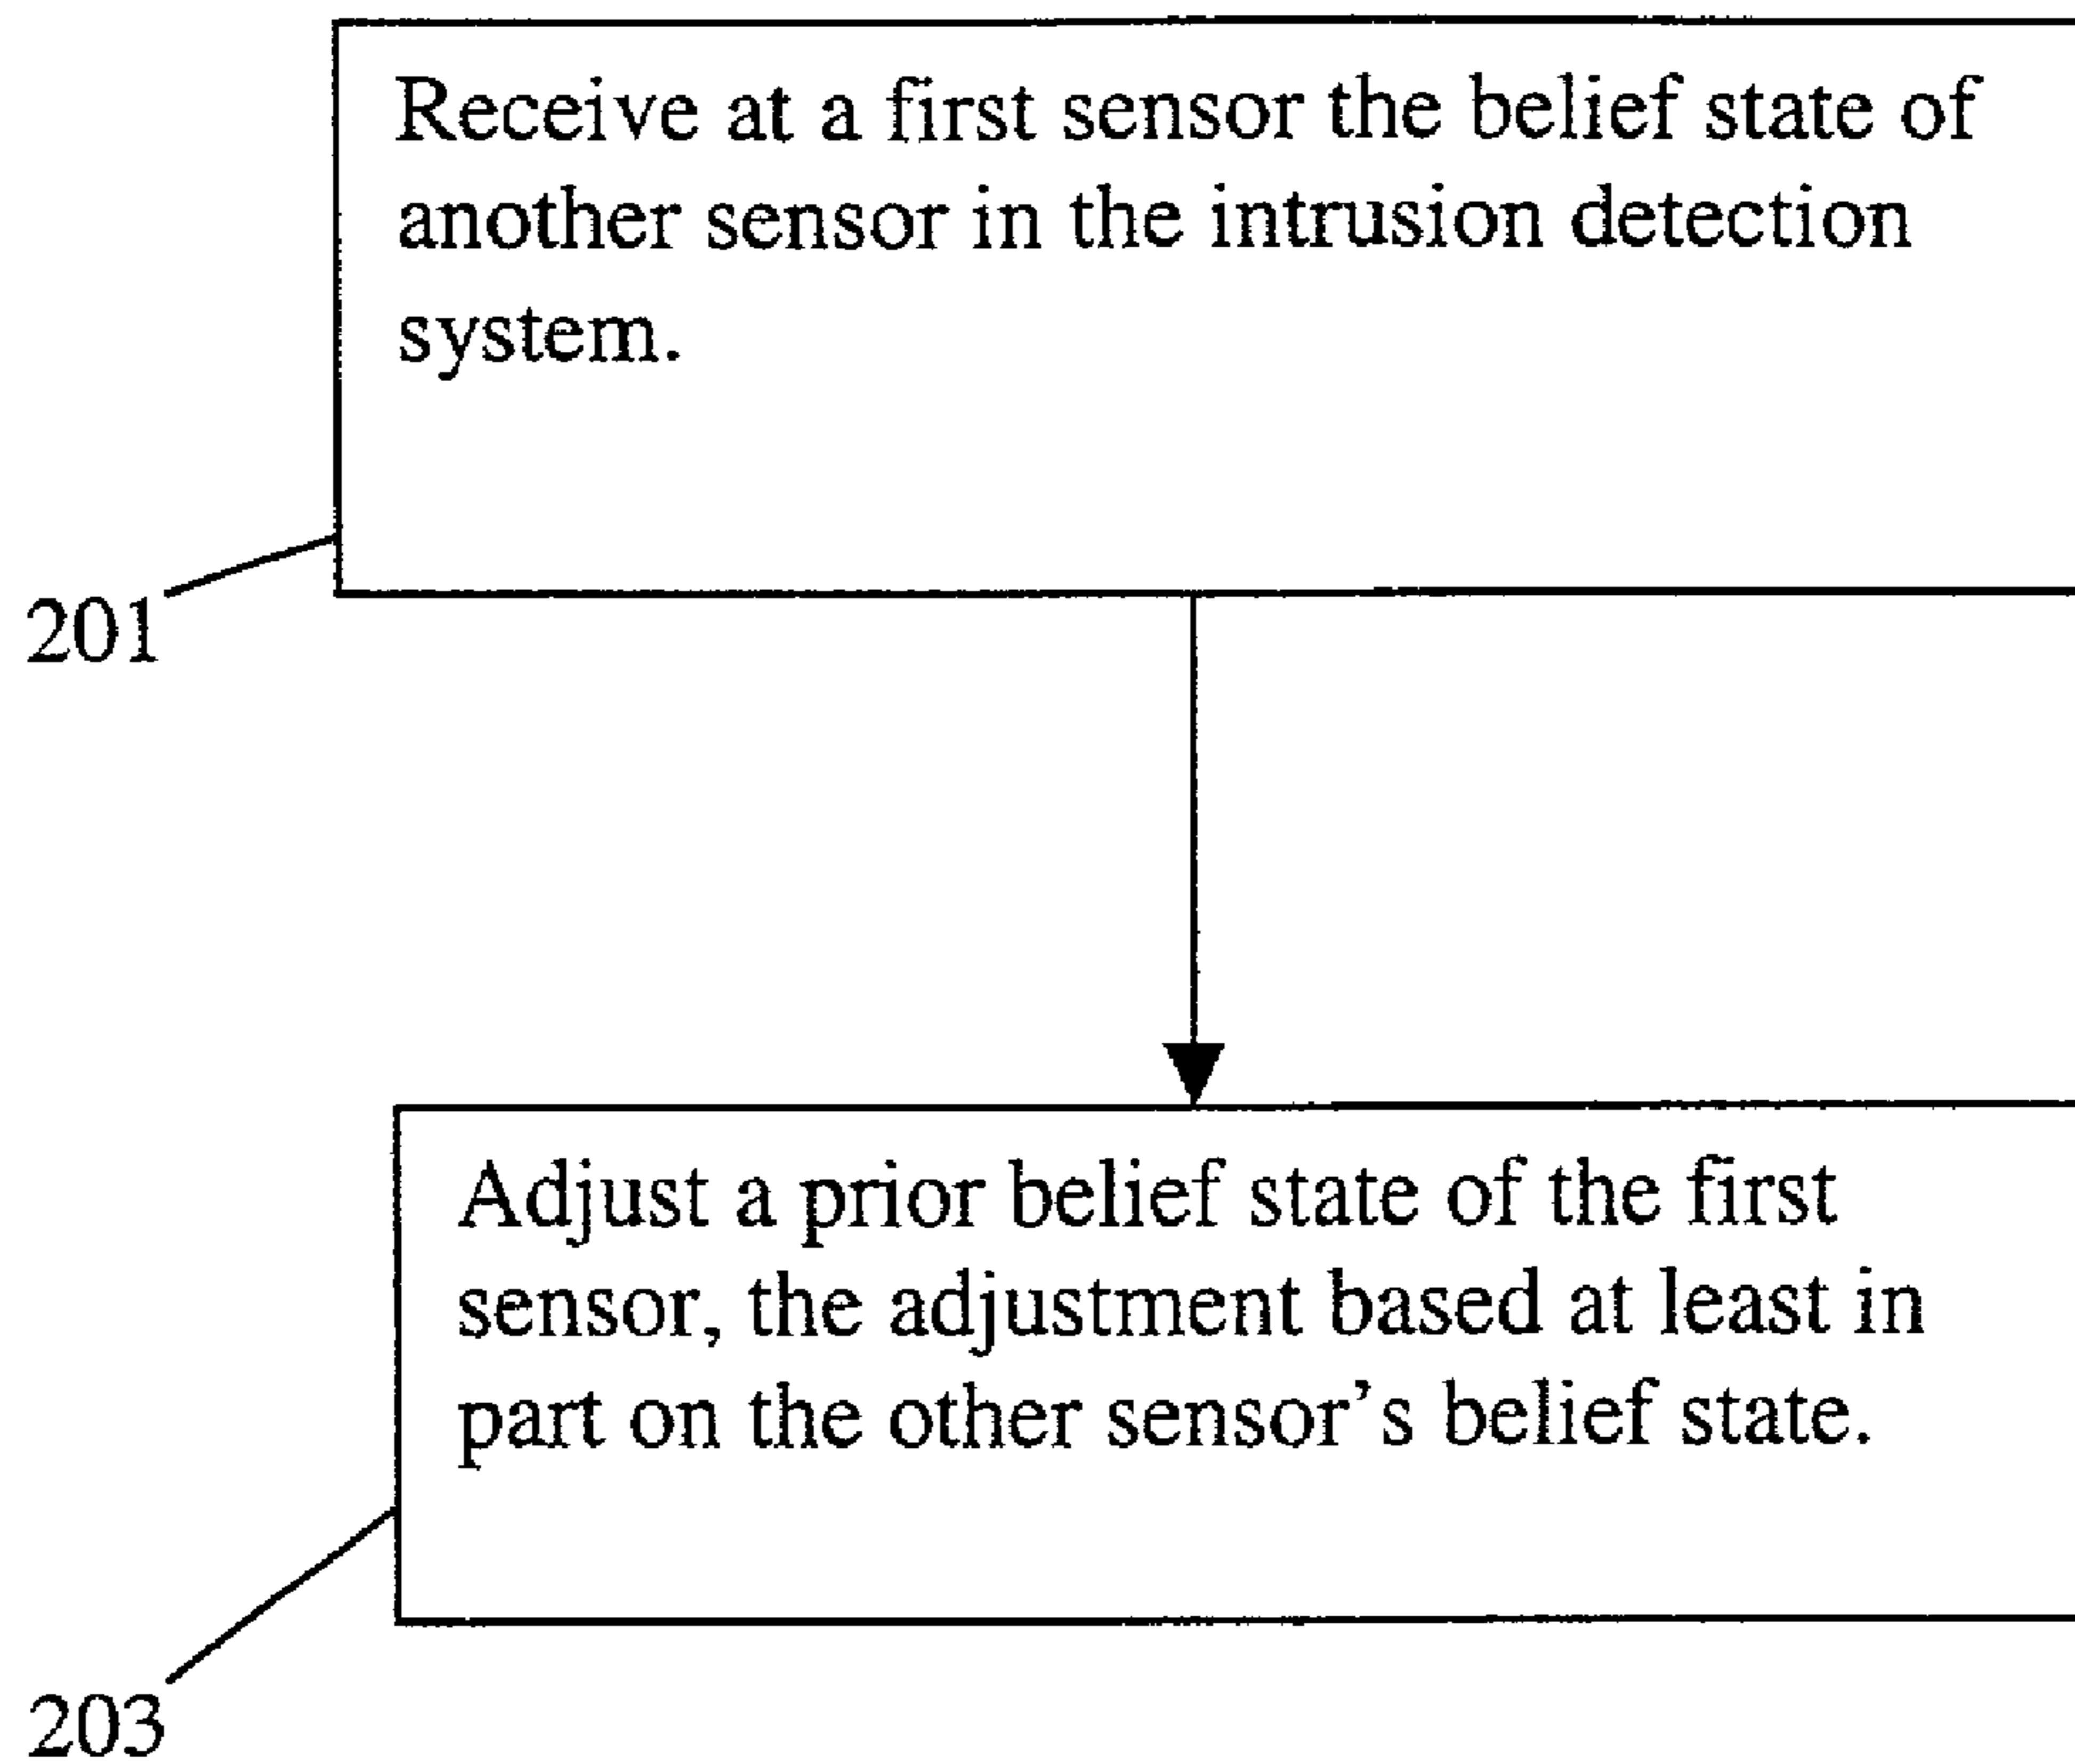 Receive at a first sensor the belief state of
another sensor in the intrusion detection
system.
201
Adjust a prior belief state of the first
sensor, the adjustment based at least in
part on the other sensor’s belief state.
203